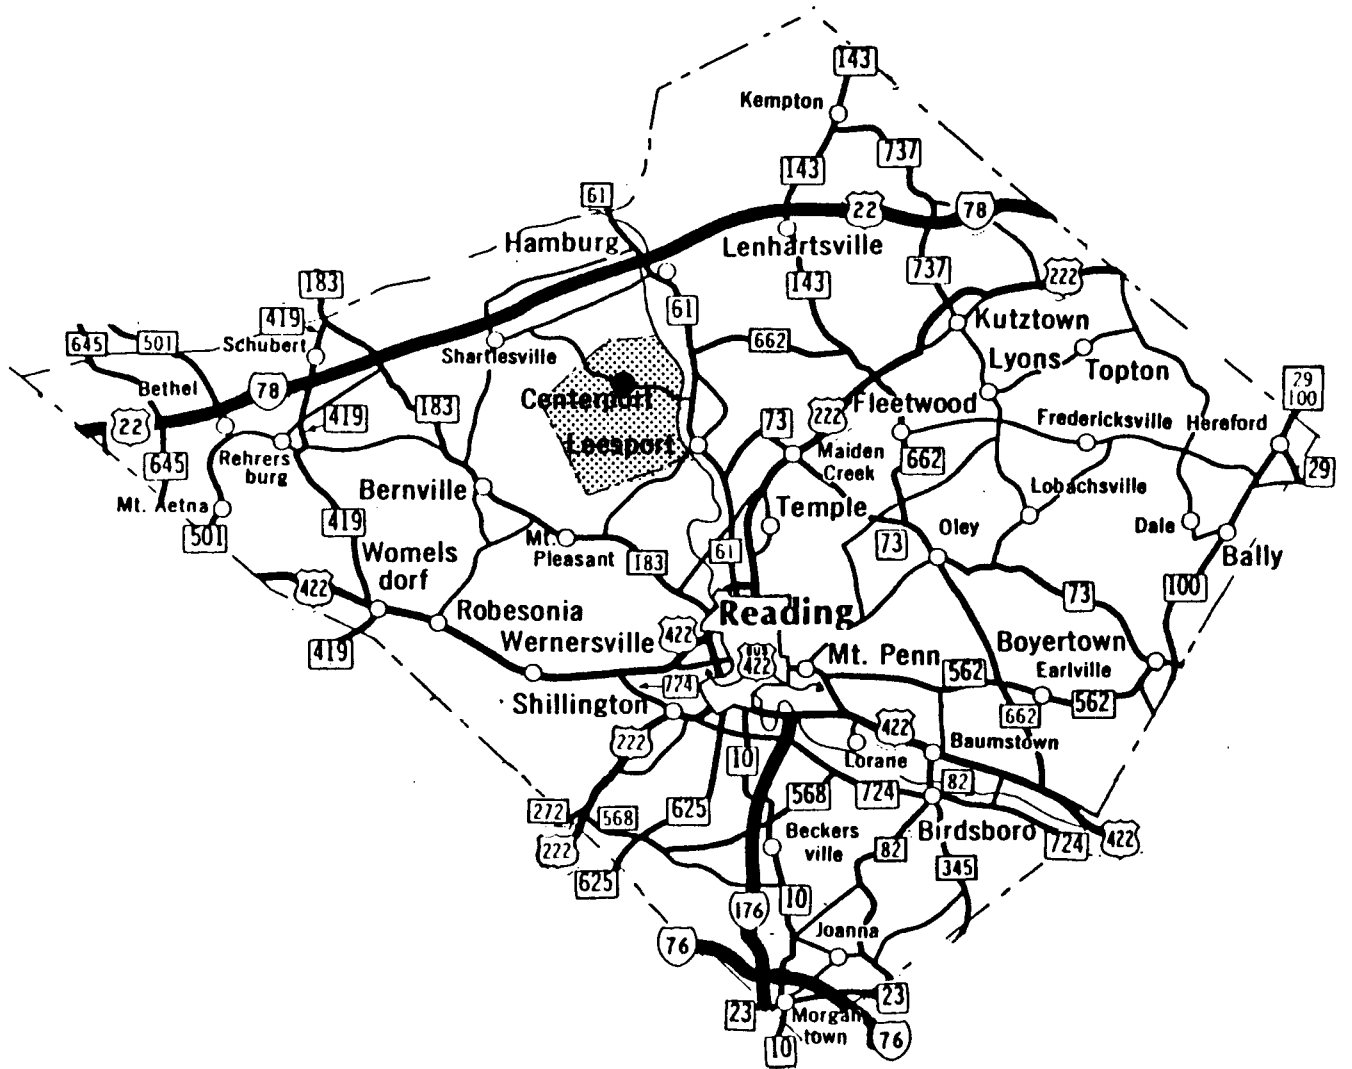 143
Kempton
737
143
61
22
78
Hamburg
Lenhartsville
183
737
222
143
419
61
645
501
Schubert
Kutztown
Shartlesville
662
Lyons
Topton
Bethel
78
Centerport
29
100
22
419
183
73
222
Fleetwood
Fredericksville
Hereford
Leesport
Maiden
Creek
645
Rehrers
burg
662
29
Bernville
Lobachsville
Mt. Aetna
Temple
419
Oley
Dale
501
Womels
dorf
Mt.
Pleasant
183
61
73
Bally
422
100
73
Robesonia
Reading
Wernersville
422
Boyertown
419
BUS
422
Mt. Penn
562
Earlville
724
Shillington
562
662
222
422
Baumstown
10
Lorane
82
568
724
272
568
625
Beckers
ville
Birdsboro
724
422
222
82
345
625
10
176
Joanna
76
23
23
Morgan
town
76
10